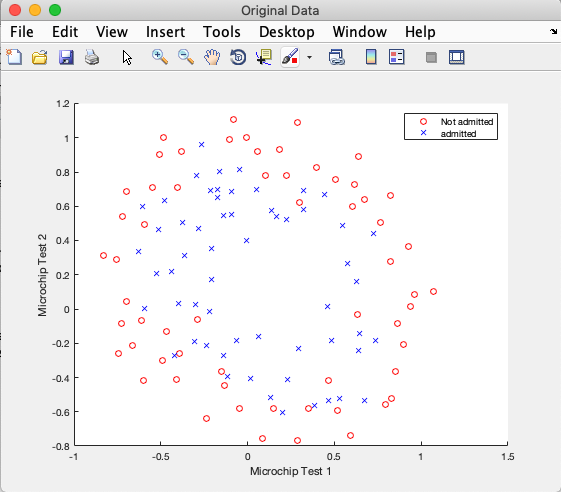 Original Data
File Edit View Insert Tools Desktop Window Help
Not admitted
admitted
1.2
1
0.8
0.6
0.4
0.2
0
-0.2
-0.4
-0.6
-0.8
Microchip Test 2
-1 -0.5 0 0.5 1 1.5
Microchip Test 1